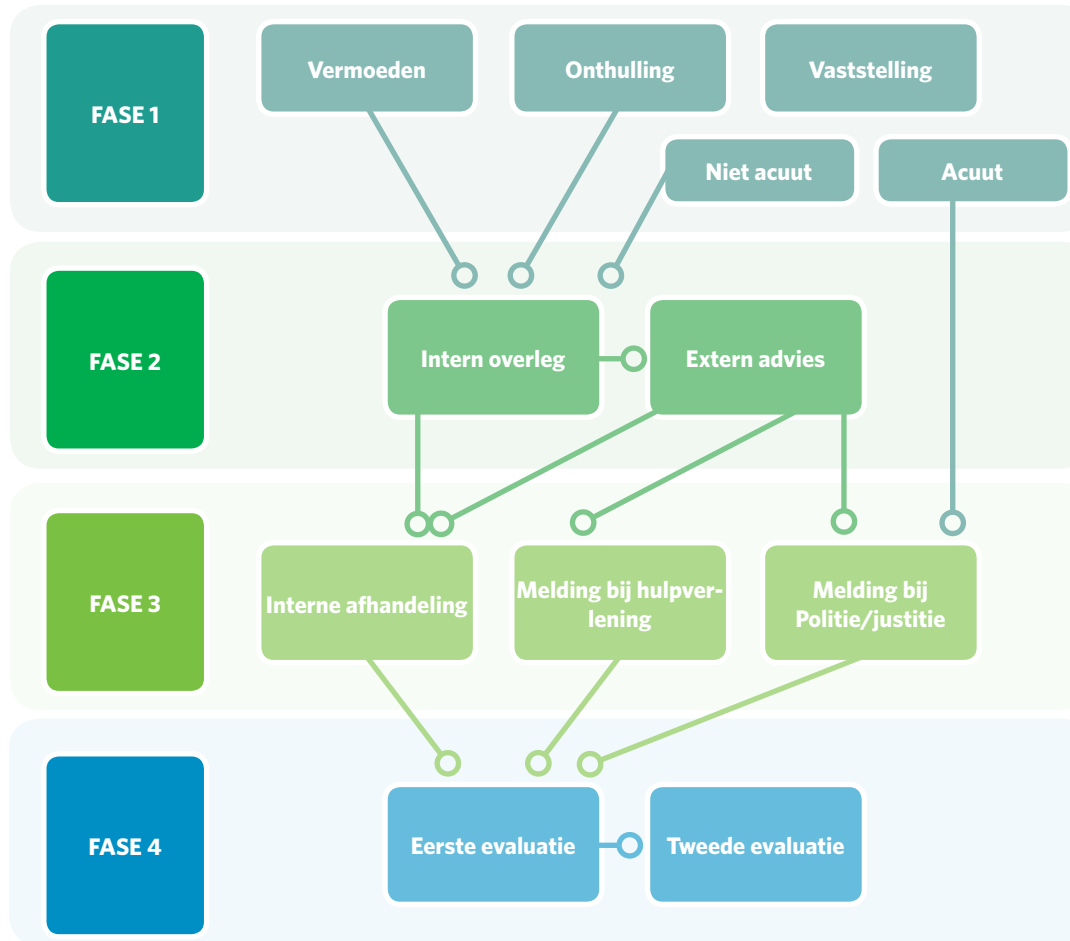 FASE 1
Vermoeden
Onthulling
Vaststelling
Niet acuut
Acuut
FASE 2
Intern overleg
Extern advies
FASE 3
Interne afhandeling
Melding bij hulpver-
lening
Melding bij
Politie/justitie
FASE 4
Eerste evaluatie
Tweede evaluatie